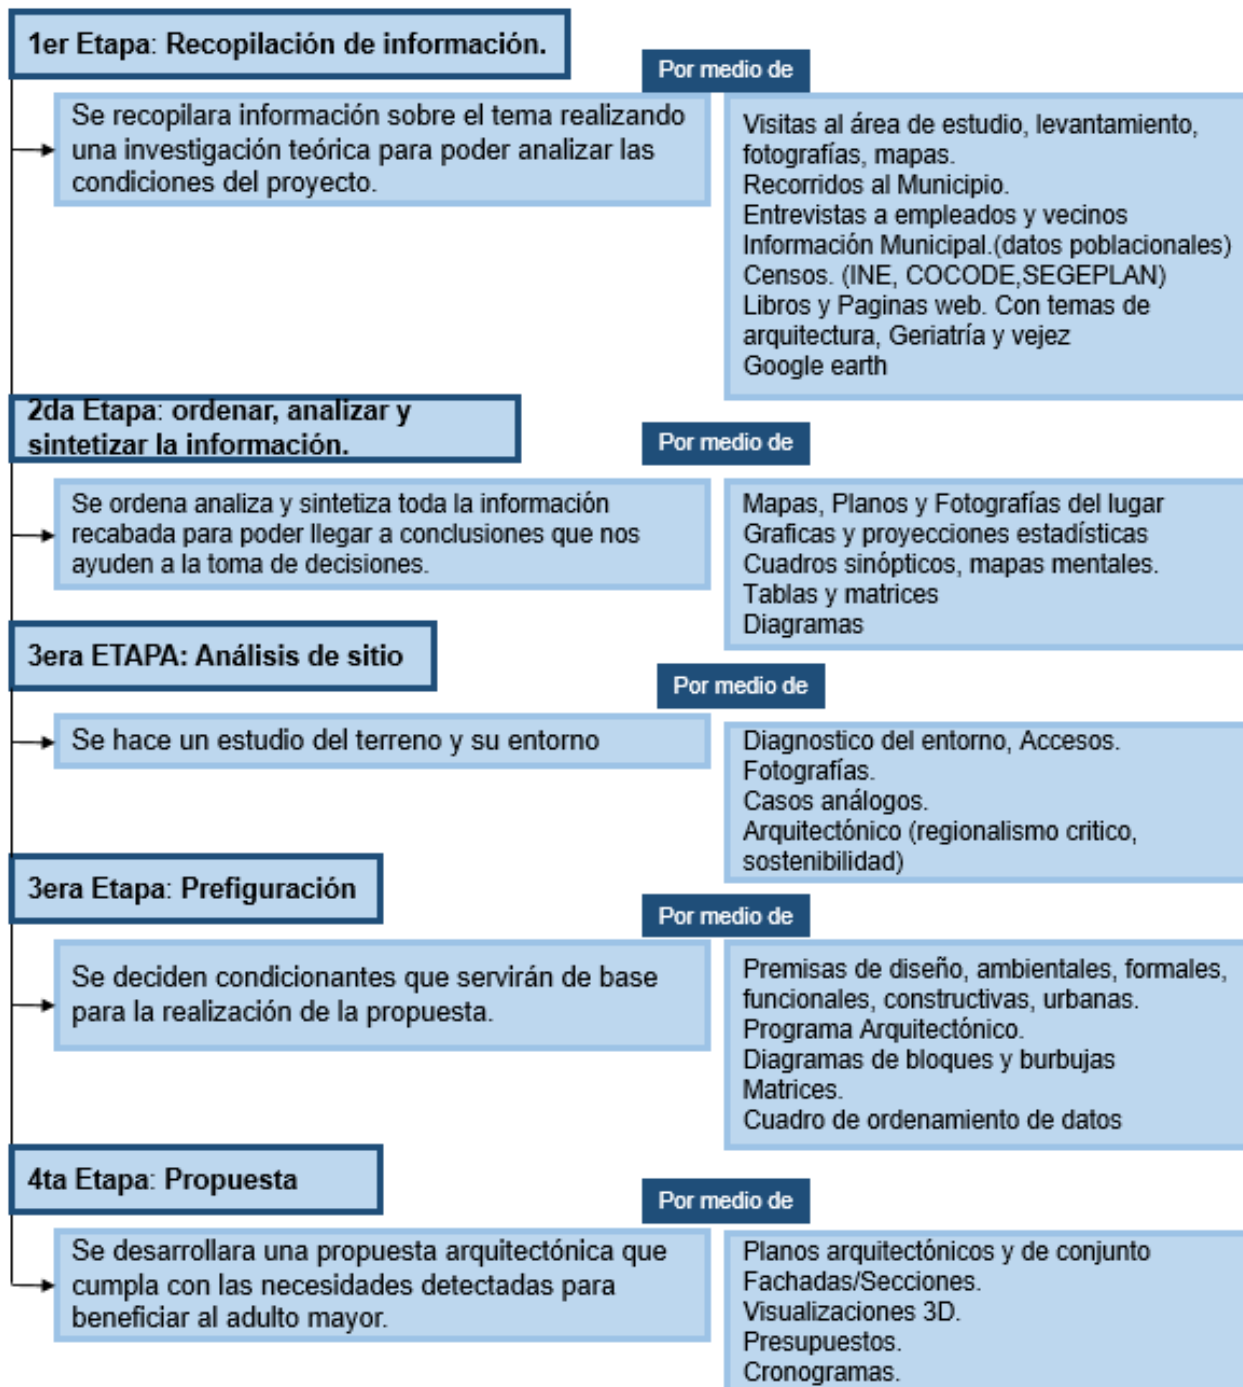 1er Etapa: Recopilación de información.
Por medio de
Se recopilara información sobre el tema realizando
una investigación teórica para poder analizar las
condiciones del proyecto.
Visitas al área de estudio, levantamiento,
fotografías, mapas.
Recorridos al Municipio.
Entrevistas a empleados y vecinos
Información Municipal.(datos poblacionales)
Censos. (INE, COCODE,SEGEPLAN)
Libros y Paginas web. Con temas de
arquitectura, Geriatría y vejez
Google earth
2da Etapa: ordenar, analizar y
sintetizar la información.
Por medio de
Se ordena analiza y sintetiza toda la información
recabada para poder llegar a conclusiones que nos
ayuden a la toma de decisiones.
Mapas, Planos y Fotografías del lugar
Graficas y proyecciones estadísticas
Cuadros sinópticos, mapas mentales.
Tablas y matrices
Diagramas
3era ETAPA: Análisis de sitio
Por medio de
Se hace un estudio del terreno y su entorno
Diagnostico del entorno, Accesos.
Fotografías.
Casos análogos.
Arquitectónico (regionalismo critico,
sostenibilidad)
3era Etapa: Prefiguración
Por medio de
Se deciden condicionantes que servirán de base
para la realización de la propuesta.
Premisas de diseño, ambientales, formales,
funcionales, constructivas, urbanas.
Programa Arquitectónico.
Diagramas de bloques y burbujas
Matrices.
Cuadro de ordenamiento de datos
4ta Etapa: Propuesta
Por medio de
Se desarrollara una propuesta arquitectónica que
cumpla con las necesidades detectadas para
beneficiar al adulto mayor.
Planos arquitectónicos y de conjunto
Fachadas/Secciones.
Visualizaciones 3D.
Presupuestos.
Cronogramas.